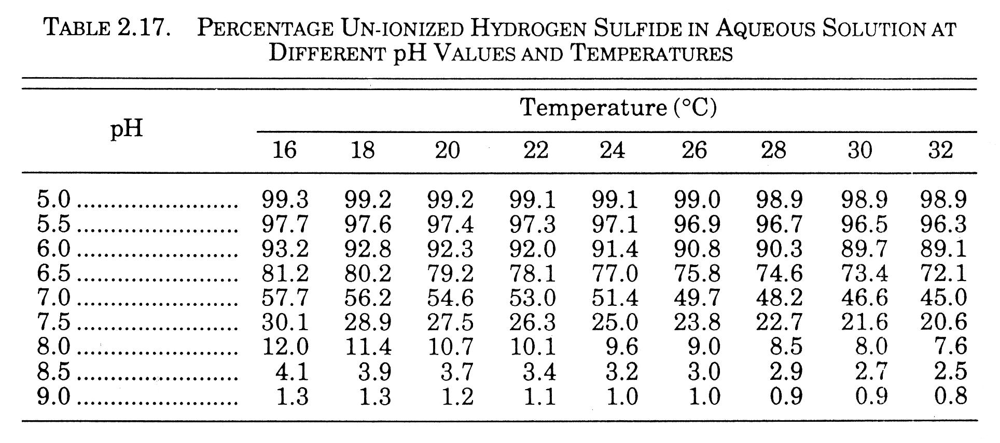 TABLE 2.17. PERCENTAGE UN-IONIZED HYDROGEN SULFIDE IN AQUEOUS SOLUTION AT
DIFFERENT pH VALUES AND TEMPERATURES
Temperature (°C)
pH
16 18 20 22 24 26 28 30 32
5.0 ........................ 99.3 99.2 99.2 99.1 99.1 99.0 98.9 98.9 98.9
5.5 ........................ 97.7 97.6 97.4 97.3 97.1 96.9 96.7 96.5 96.3
6.0 ........................ 93.2 92.8 92.3 92.0 91.4 90.8 90.3 89.7 89.1
6.5 ........................ 81.2 80.2 79.2 78.1 77.0 75.8 74.6 73.4 72.1
7.0 ........................ 57.7 56.2 54.6 53.0 51.4 49.7 48.2 46.6 45.0
7.5 ........................ 30.1 28.9 27.5 26.3 25.0 23.8 22.7 21.6 20.6
8.0 ........................ 12.0 11.4 10.7 10.1 9.6 9.0 8.5 8.0 7.6
8.5 ........................ 4.1 3.9 3.7 3.4 3.2 3.0 2.9 2.7 2.5
9.0 ........................ 1.3 1.3 1.2 1.1 1.0 1.0 0.9 0.9 0.8